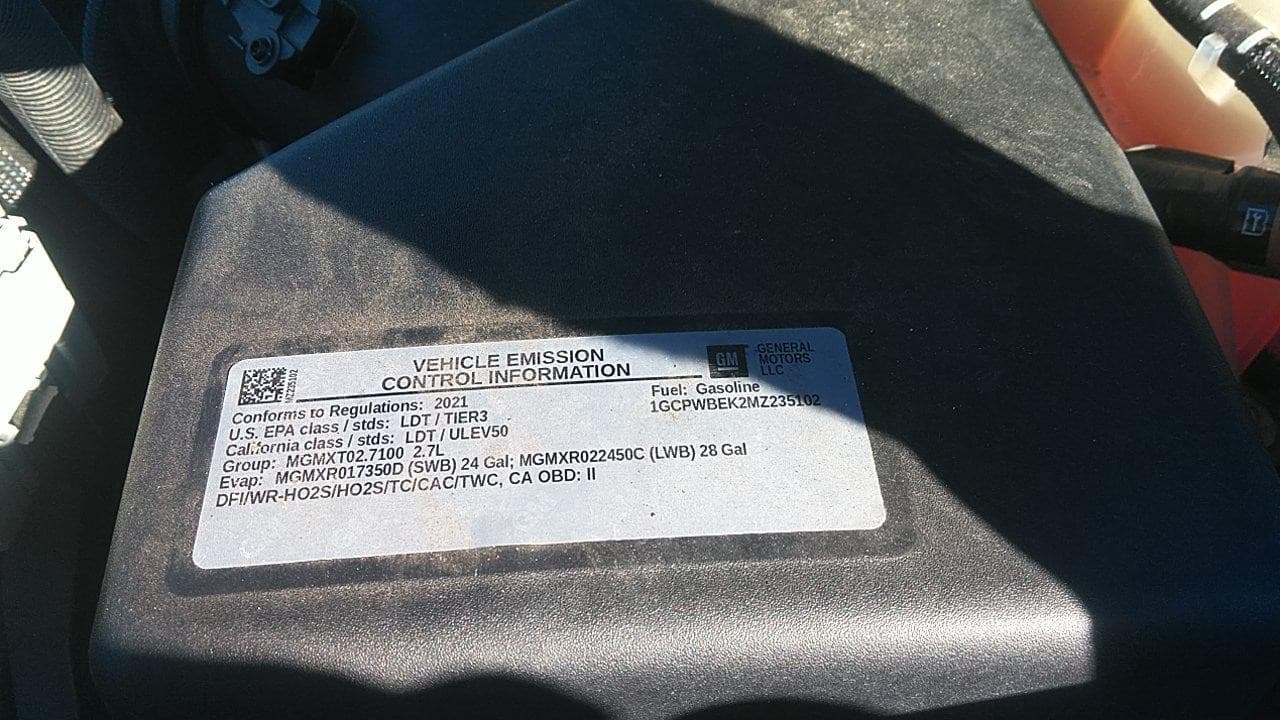 VEHICLE EMISSION
CONTROL INFORMATION
GM
GENERAL
MOTORS
LLC
MZ235102
Conforms to Regulations: 2021
Fuel: Gasoline
U.S. EPA class / stds: LDT / TIER3
1GCPWBEK2MZ235102
California class / stds: LDT / ULEV50
Group: MGMXT02.7100 2.7L
Evap: MGMXR017350D (SWB) 24 Gal; MGMXR022450C (LWB) 28 Gal
DFI/WR-HO2S/HO2S/TC/CAC/TWC, CA OBD: II